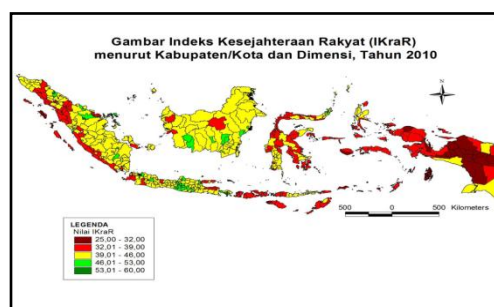 Gambar Indeks Kesejahteraan Rakyat (IKraR)
menurut Kabupaten/Kota dan Dimensi, Tahun 2010
N
500 0 500 Kilometers
LEGENDA
Nilai IKraR
25,00 - 32,00
32,01 - 39,00
39,01 - 46,00
46,01 - 53,00
53,01 - 60,00